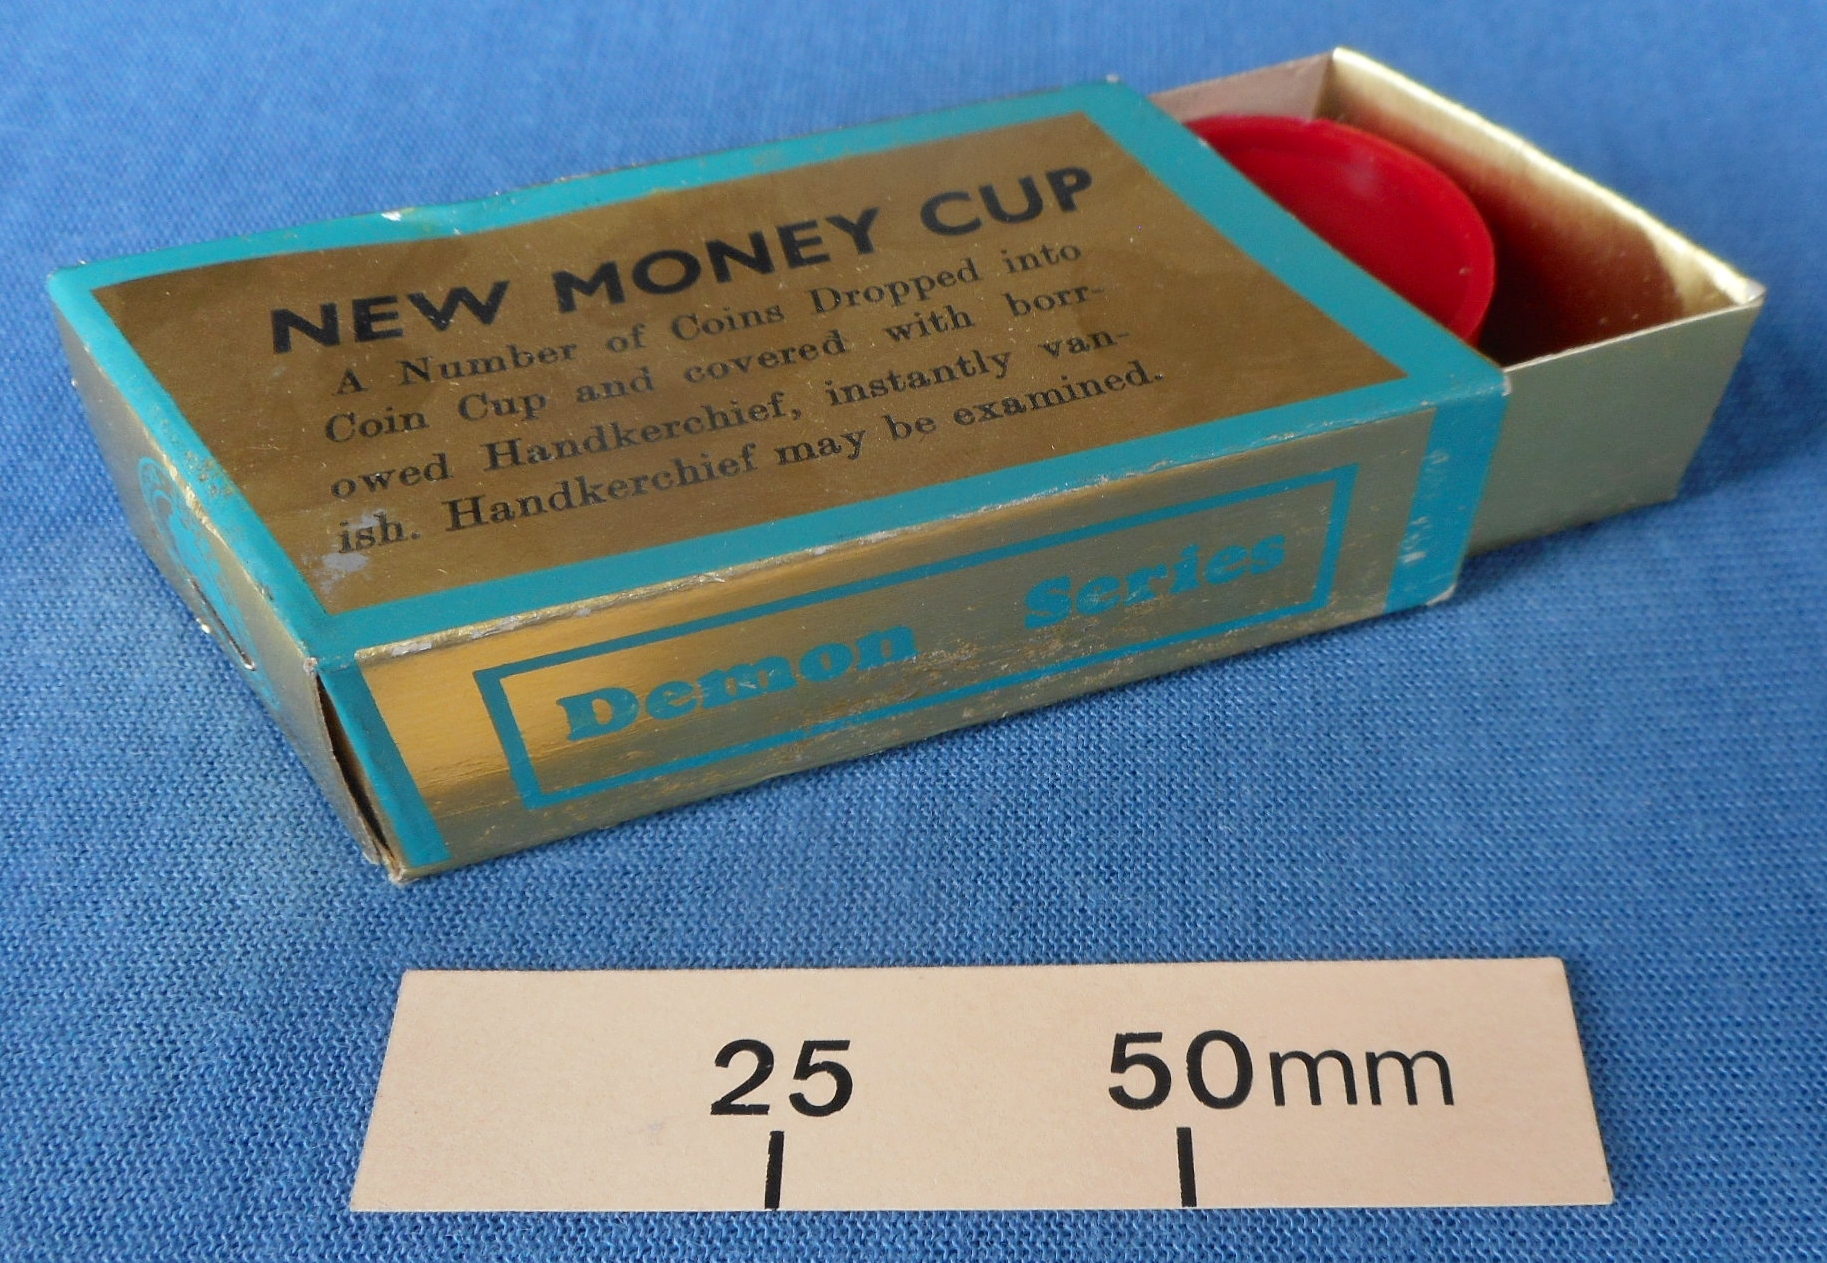 NEW MONEY CUP
A Number of Coins Dropped into
Coin Cup and covered with borr-
owed Handkerchief, instantly van-
ish. Handkerchief may be examined.
Demon Series
25 50mm